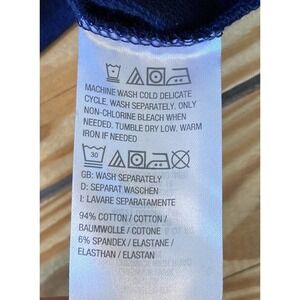 MACHINE WASH COLD DELICATE
CYCLE. WASH SEPARATELY. ONLY
NON-CHLORINE BLEACH WHEN
NEEDED. TUMBLE DRY LOW. WARM
IRON IF NEEDED
30
GB: WASH SEPARATELY
D: SEPARAT WASCHEN
I: LAVARE SEPARATAMENTE
94% COTTON / COTTON /
BAUMWOLLE / COTONE
6% SPANDEX / ELASTANE /
ELASTHAN / ELASTAN